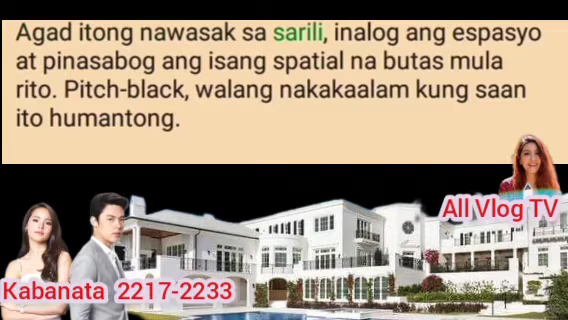 Agad itong nawasak sa sarili, inalog ang espasyo
at pinasabog ang isang spatial na butas mula
rito. Pitch-black, walang nakakaalam kung saan
ito humantong.
All Vlog TV
Kabanata 2217-2233